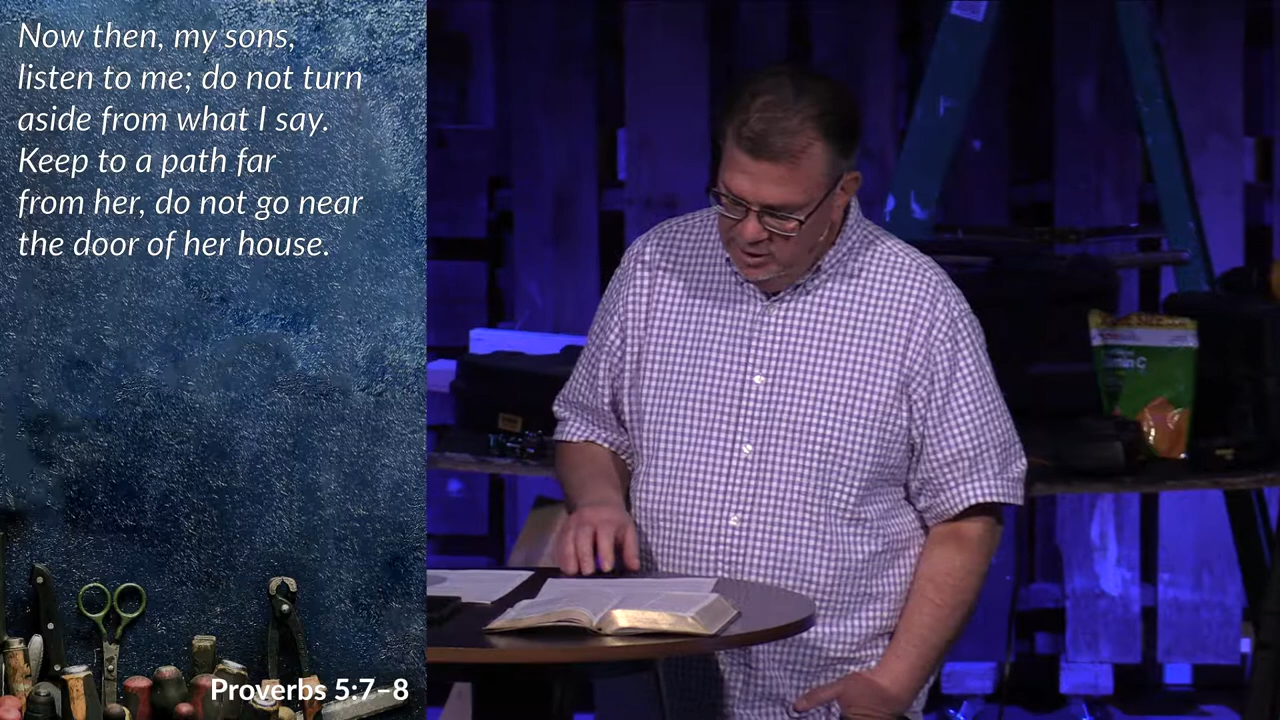 Now then, my sons,
listen to me; do not turn
aside from what I say.
Keep to a path far
from her, do not go near
the door of her house.
Proverbs 5:7–8